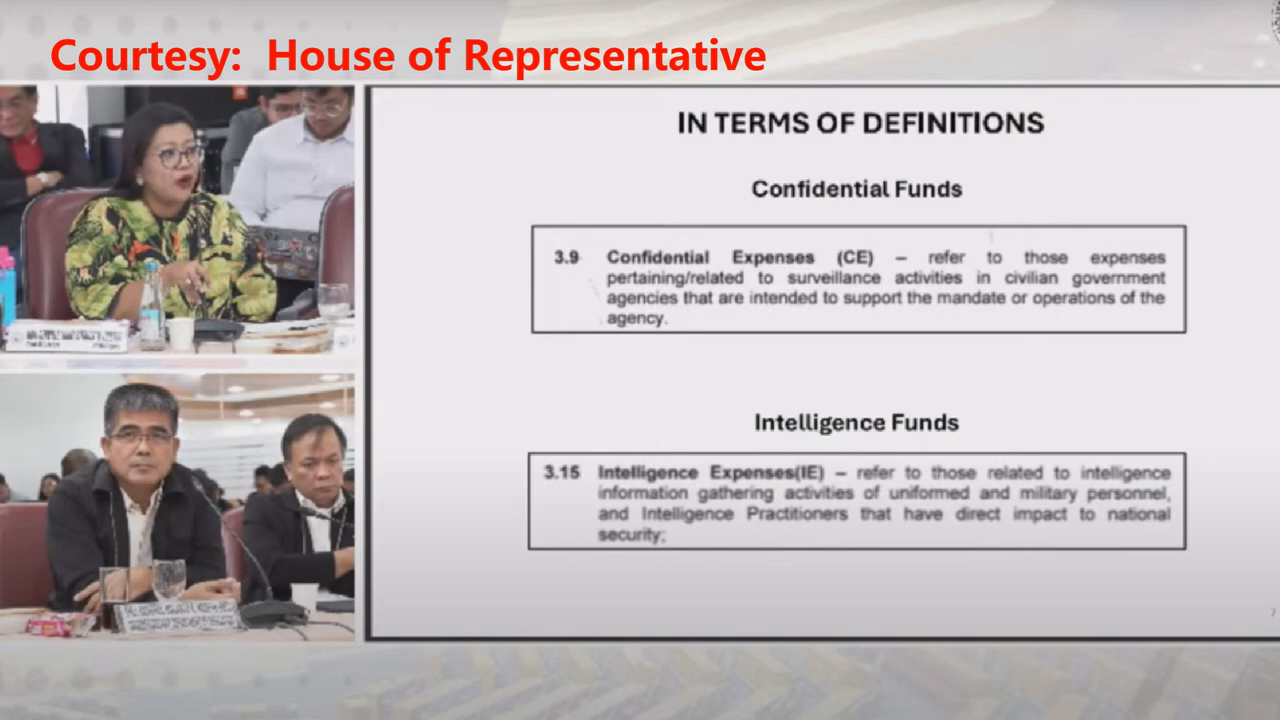 Courtesy: House of Representative
IN TERMS OF DEFINITIONS
Confidential Funds
3.9 Confidential Expenses (CE) – refer to those expenses
pertaining/related to surveillance activities in civilian government
agencies that are intended to support the mandate or operations of the
agency.
Intelligence Funds
3.15 Intelligence Expenses(IE) – refer to those related to intelligence
information gathering activities of uniformed and military personnel,
and Intelligence Practitioners that have direct impact to national
security;